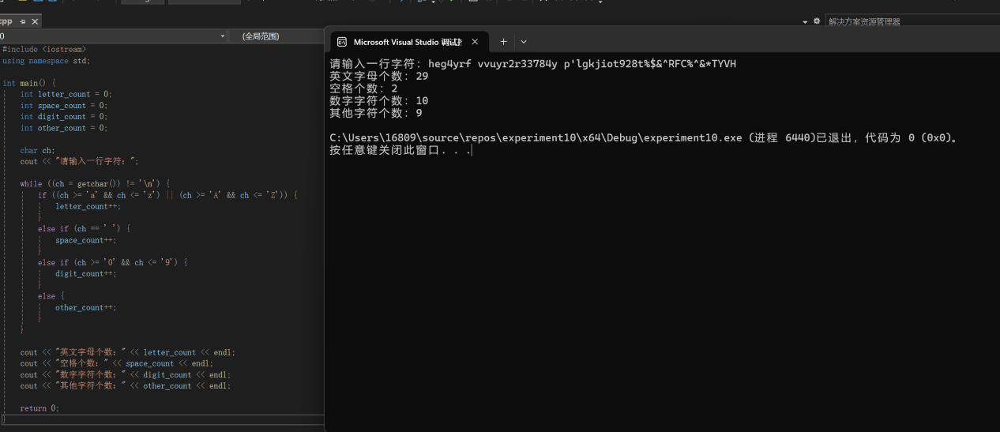 cpp
(全局范围)
解决方案资源管理器
#include <iostream>
using namespace std;
int main() {
int letter_count = 0;
int space_count = 0;
int digit_count = 0;
int other_count = 0;
char ch;
cout << "请输入一行字符：";
while ((ch = getchar()) != '\n') {
if ((ch >= 'a' && ch <= 'z') || (ch >= 'A' && ch <= 'Z')) {
letter_count++;
}
else if (ch == ' ') {
space_count++;
}
else if (ch >= '0' && ch <= '9') {
digit_count++;
}
else {
other_count++;
}
}
cout << "英文字母个数：" << letter_count << endl;
cout << "空格个数：" << space_count << endl;
cout << "数字字符个数：" << digit_count << endl;
cout << "其他字符个数：" << other_count << endl;
return 0;
}
Microsoft Visual Studio 调试
请输入一行字符：heg4yrf vvuyr2r33784y p'lgkjiot928t%$&^RFC%^&*TYVH
英文字母个数：29
空格个数：2
数字字符个数：10
其他字符个数：9
C:\Users\16809\source\repos\experiment10\x64\Debug\experiment10.exe (进程 6440)已退出，代码为 0 (0x0)。
按任意键关闭此窗口. . .